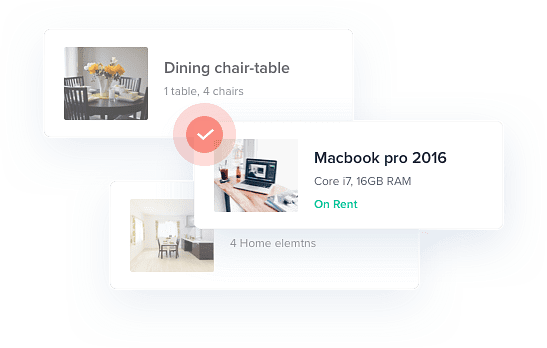 Dining chair-table
1 table, 4 chairs
Macbook pro 2016
Core i7, 16GB RAM
On Rent
4 Home elemtns